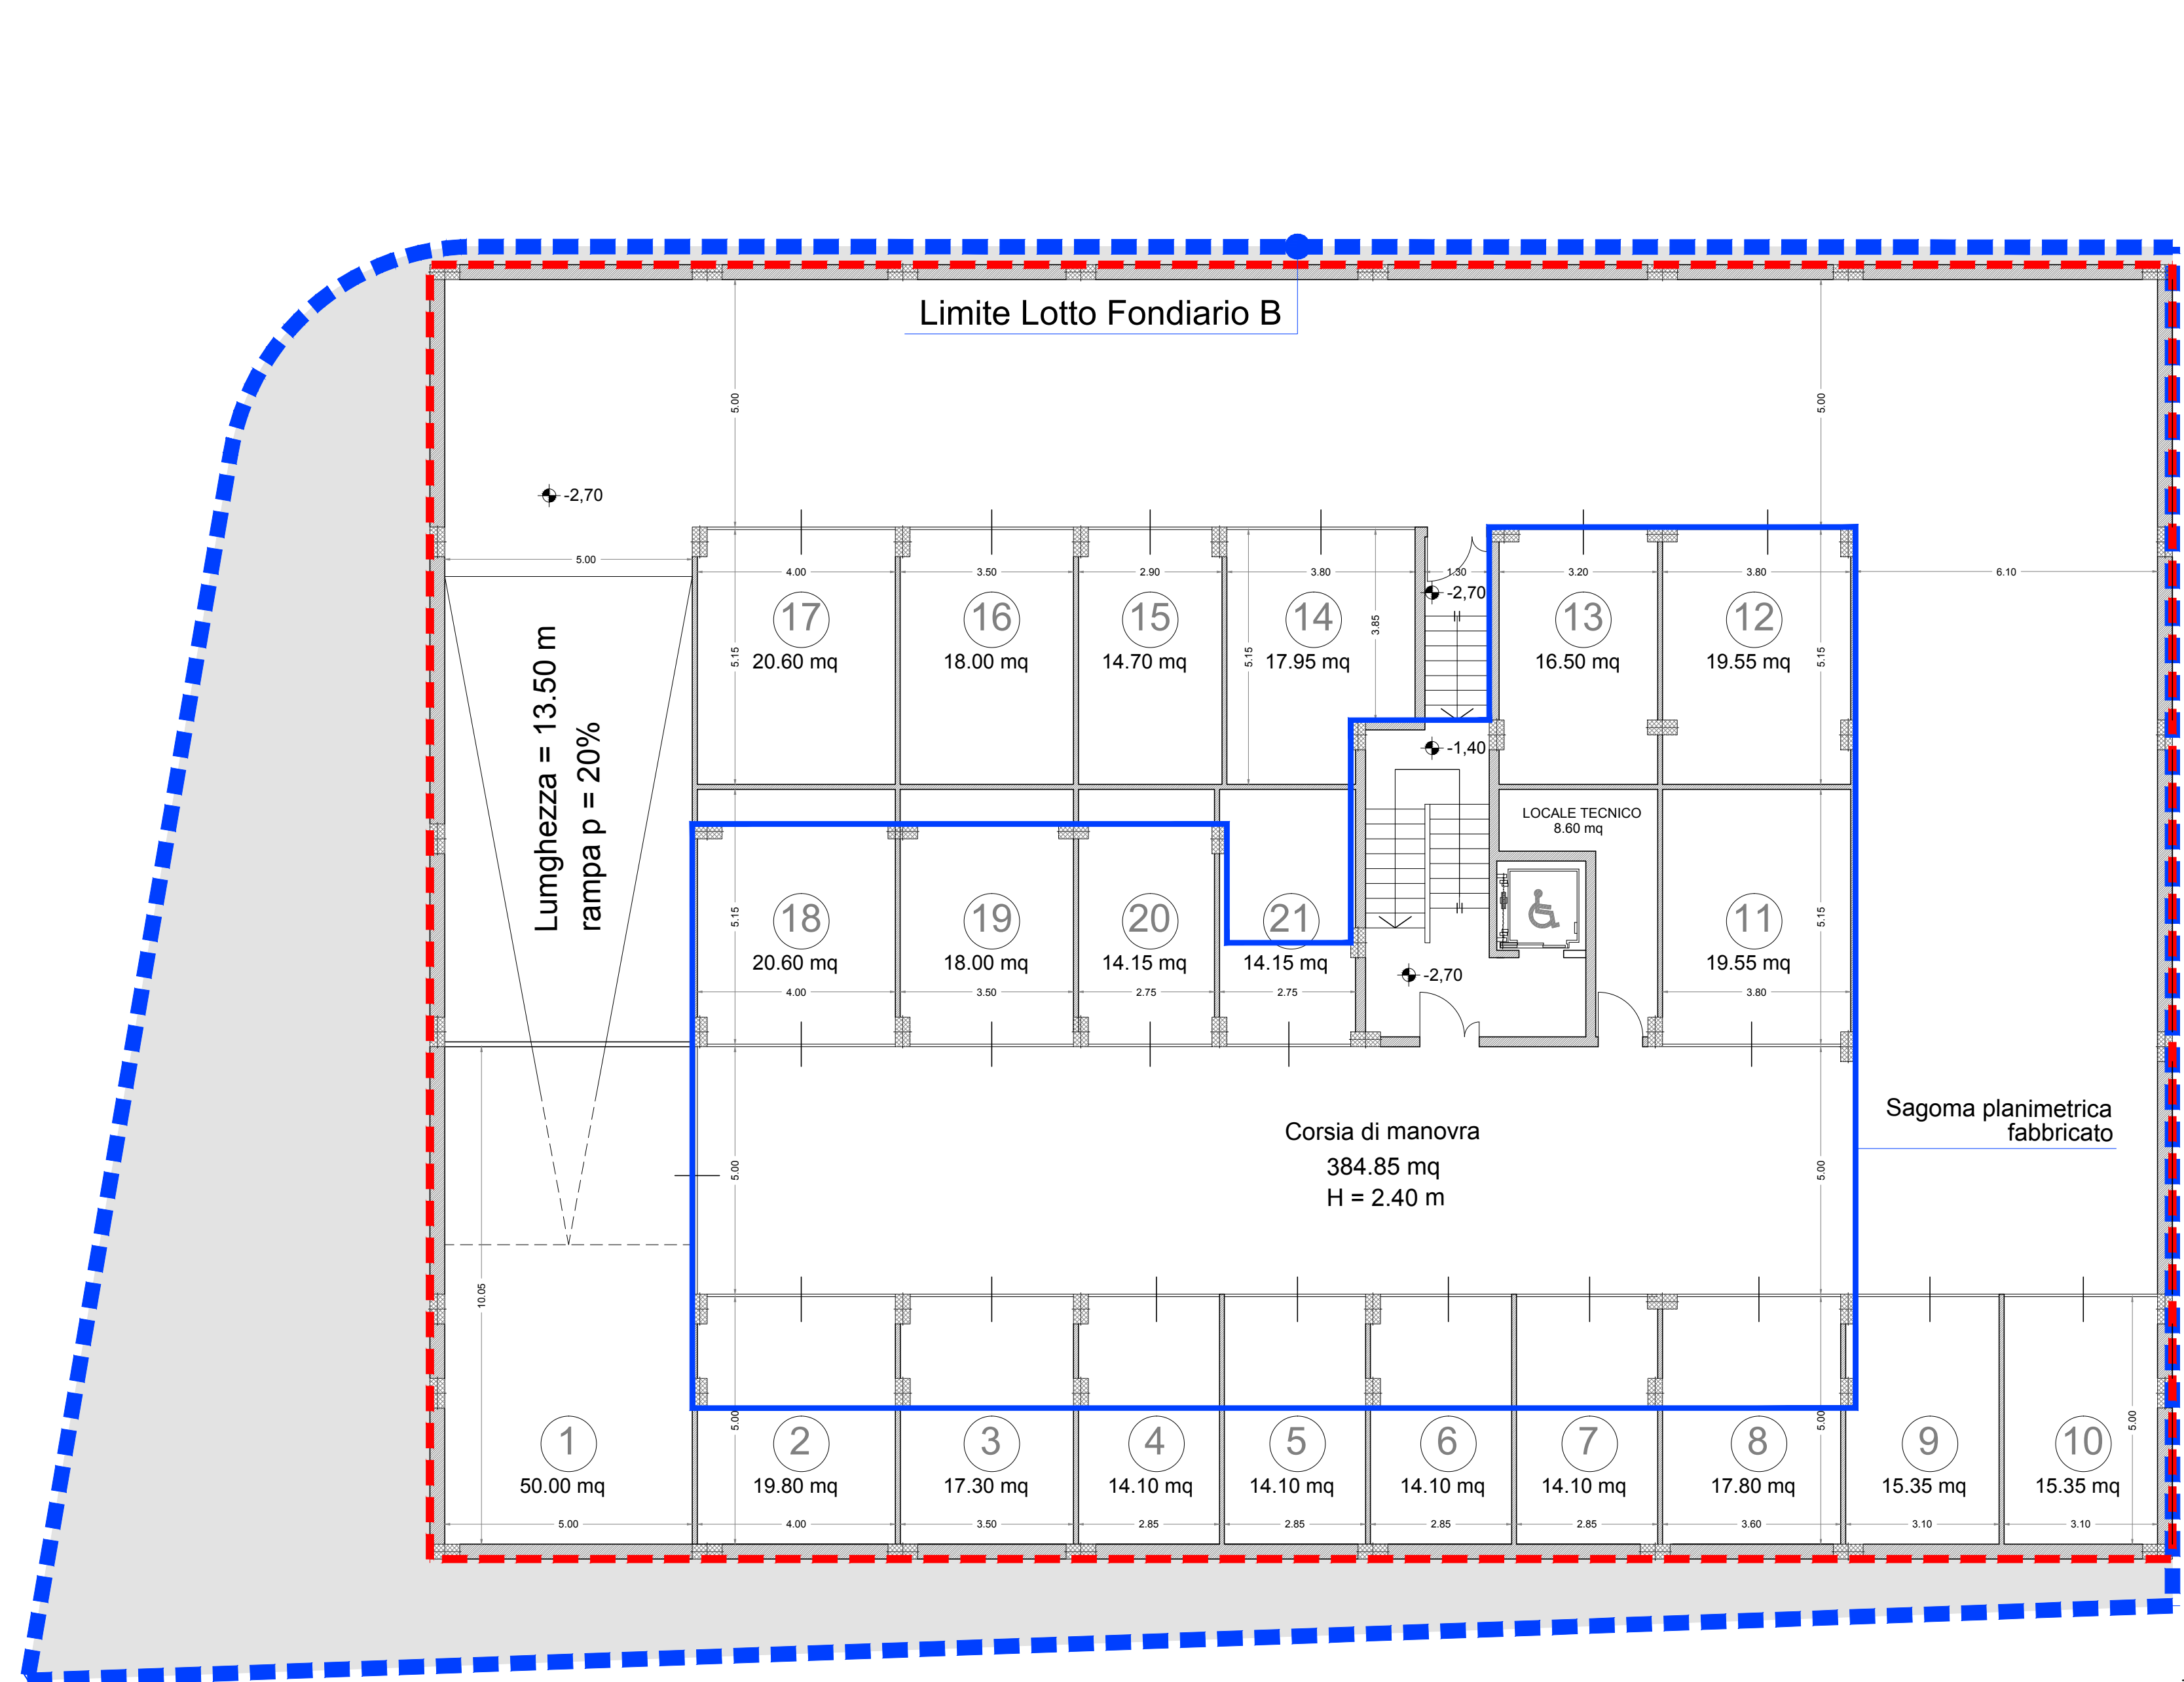 Limite Lotto Fondiario B
5.00
5.00
-2,70
5.00
4.00
3.50
2.90
3.80
1.30
3.20
3.80
6.10
-2,70
17
16
15
14
13
12
3.85
20.60 mq
18.00 mq
14.70 mq
17.95 mq
16.50 mq
19.55 mq
5.15
5.15
5.15
Lumghezza = 13.50 m
rampa p = 20%
-1,40
LOCALE TECNICO
8.60 mq
18
19
20
21
11
5.15
5.15
20.60 mq
18.00 mq
14.15 mq
14.15 mq
-2,70
19.55 mq
4.00
3.50
2.75
2.75
3.80
Sagoma planimetrica
fabbricato
Corsia di manovra
384.85 mq
H = 2.40 m
5.00
5.00
10.05
5.00
5.00
5.00
1
2
3
4
5
6
7
8
9
10
50.00 mq
19.80 mq
17.30 mq
14.10 mq
14.10 mq
14.10 mq
14.10 mq
17.80 mq
15.35 mq
15.35 mq
5.00
4.00
3.50
2.85
2.85
2.85
2.85
3.60
3.10
3.10